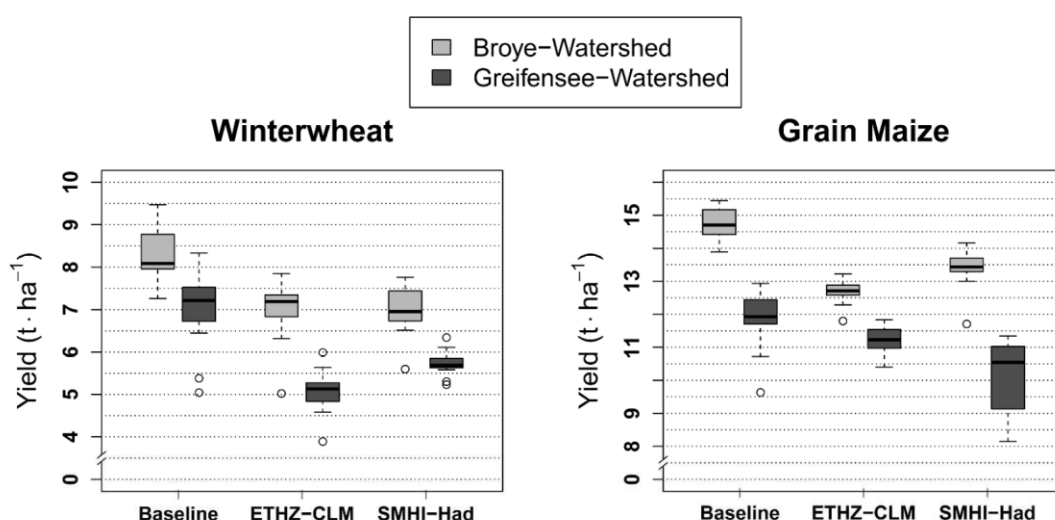 Broye−Watershed
Greifensee−Watershed
Winterwheat
Grain Maize
Yield (t · ha⁻¹)
10
9
8
7
6
5
4
0
Baseline
ETHZ−CLM
SMHI−Had
Yield (t · ha⁻¹)
15
13
11
9
8
0
Baseline
ETHZ−CLM
SMHI−Had